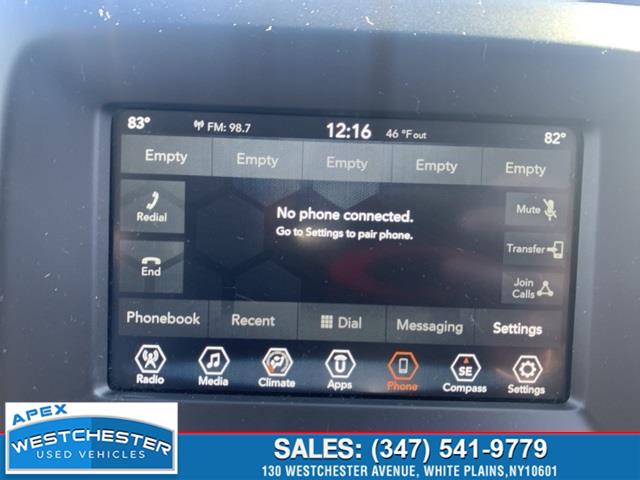 83° FM: 98.7 12:16 46 °F out 82°
Empty Empty Empty Empty Empty
Redial
No phone connected.
Go to Settings to pair phone.
Mute
End
Transfer
Join
Calls
Phonebook Recent Dial Messaging Settings
SE
Radio Media Climate Apps Phone Compass Settings
APEX
WESTCHESTER
USED VEHICLES
SALES: (347) 541-9779
130 WESTCHESTER AVENUE, WHITE PLAINS,NY10601